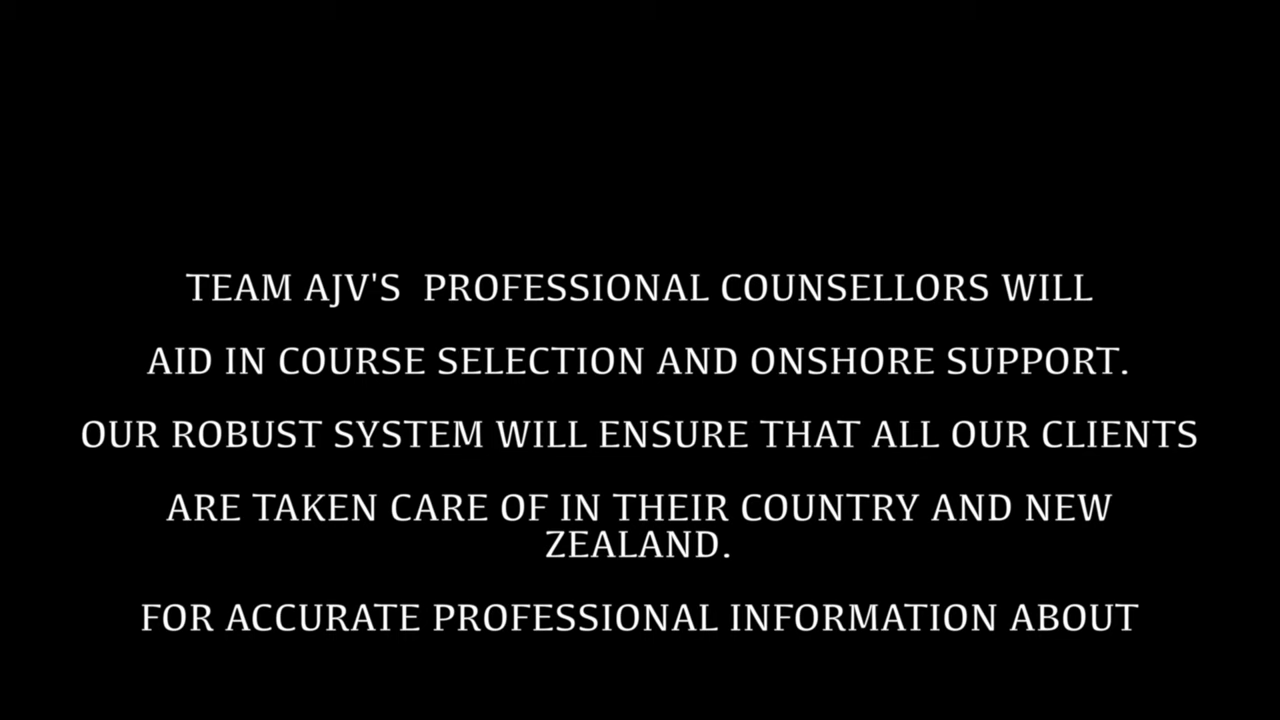 TEAM AJV'S  PROFESSIONAL COUNSELLORS WILL
AID IN COURSE SELECTION AND ONSHORE SUPPORT.
OUR ROBUST SYSTEM WILL ENSURE THAT ALL OUR CLIENTS
ARE TAKEN CARE OF IN THEIR COUNTRY AND NEW
ZEALAND.
FOR ACCURATE PROFESSIONAL INFORMATION ABOUT